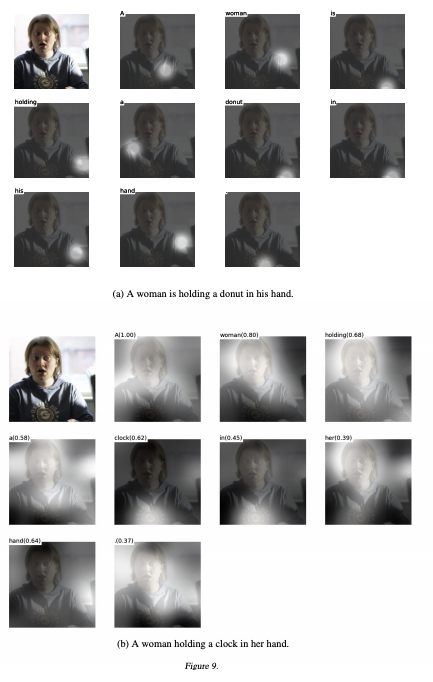 A woman is
holding a donut in
his hand .
(a) A woman is holding a donut in his hand.
A(1.00) woman(0.80) holding(0.68)
a(0.58) clock(0.62) in(0.45) her(0.39)
hand(0.64) .(0.37)
(b) A woman holding a clock in her hand.
Figure 9.